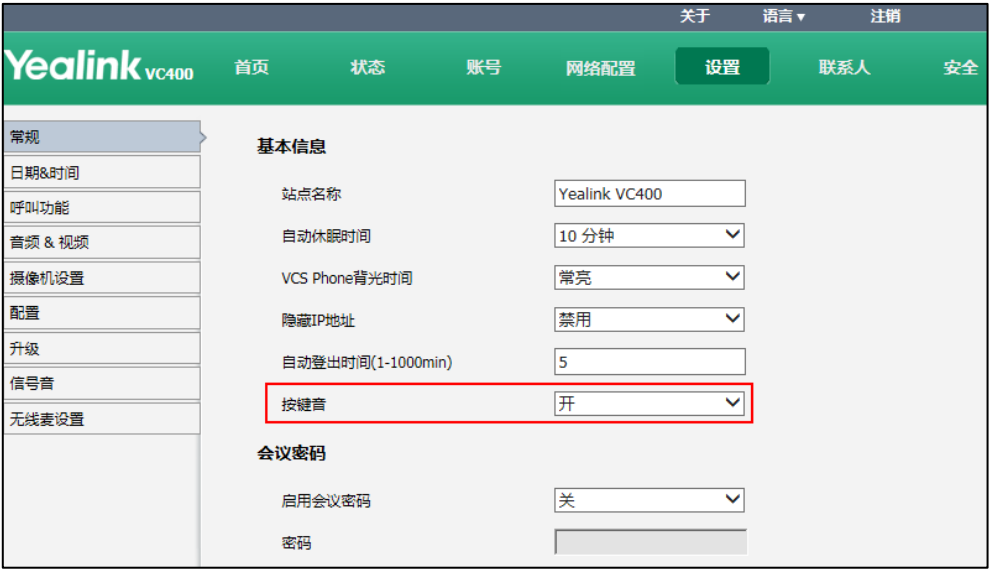 关于 语言▼ 注销
Yealink VC400 首页 状态 账号 网络配置 设置 联系人 安全
常规
日期&时间
呼叫功能
音频 & 视频
摄像机设置
配置
升级
信号音
无线麦设置
基本信息
站点名称 Yealink VC400
自动休眠时间 10 分钟
VCS Phone背光时间 常亮
隐藏IP地址 禁用
自动登出时间(1-1000min) 5
按键音 开
会议密码
启用会议密码 关
密码